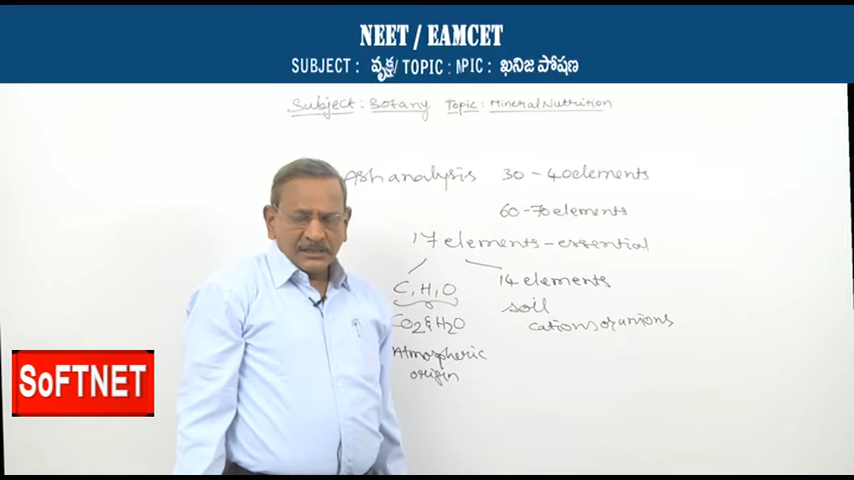 NEET / EAMCET
SUBJECT : వృక్ష/ TOPIC : PIC : ఖనిజ పోషణ
Subject : Botany Topic : Mineral Nutrition
Ash analysis 30 - 40 elements
60 - 70 elements
17 elements - essential
C, H, O 14 elements
soil
CO2 & H2O cations or anions
Atmospheric
origin
SoFTNET